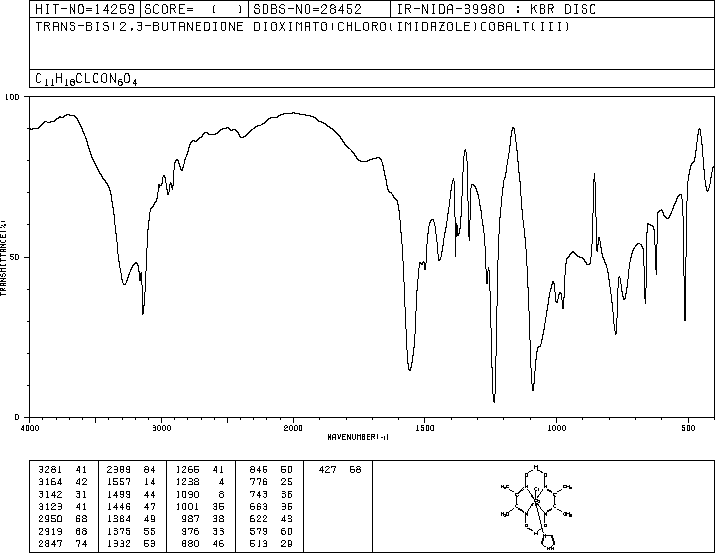 HIT-NO=14259 SCORE= ( ) SDBS-NO=28452 IR-NIDA-39980 : KBR DISC
TRANS-BIS(2,3-BUTANEDIONE DIOXIMATO)CHLORO(IMIDAZOLE)COBALT(III)
C11H18CLCON6O4
100
TRANSMITTANCE(%)
50
0
4000 3000 2000 1500 1000 500
WAVENUMBER(-1)
3281 41 2389 84 1266 41 846 50 427 68
3164 42 1557 14 1238 4 776 25
3142 31 1499 44 1090 8 743 36
3129 41 1446 47 1001 35 663 35
2950 68 1384 49 987 38 622 43
2919 68 1375 55 976 33 579 60
2847 74 1332 53 880 46 513 29